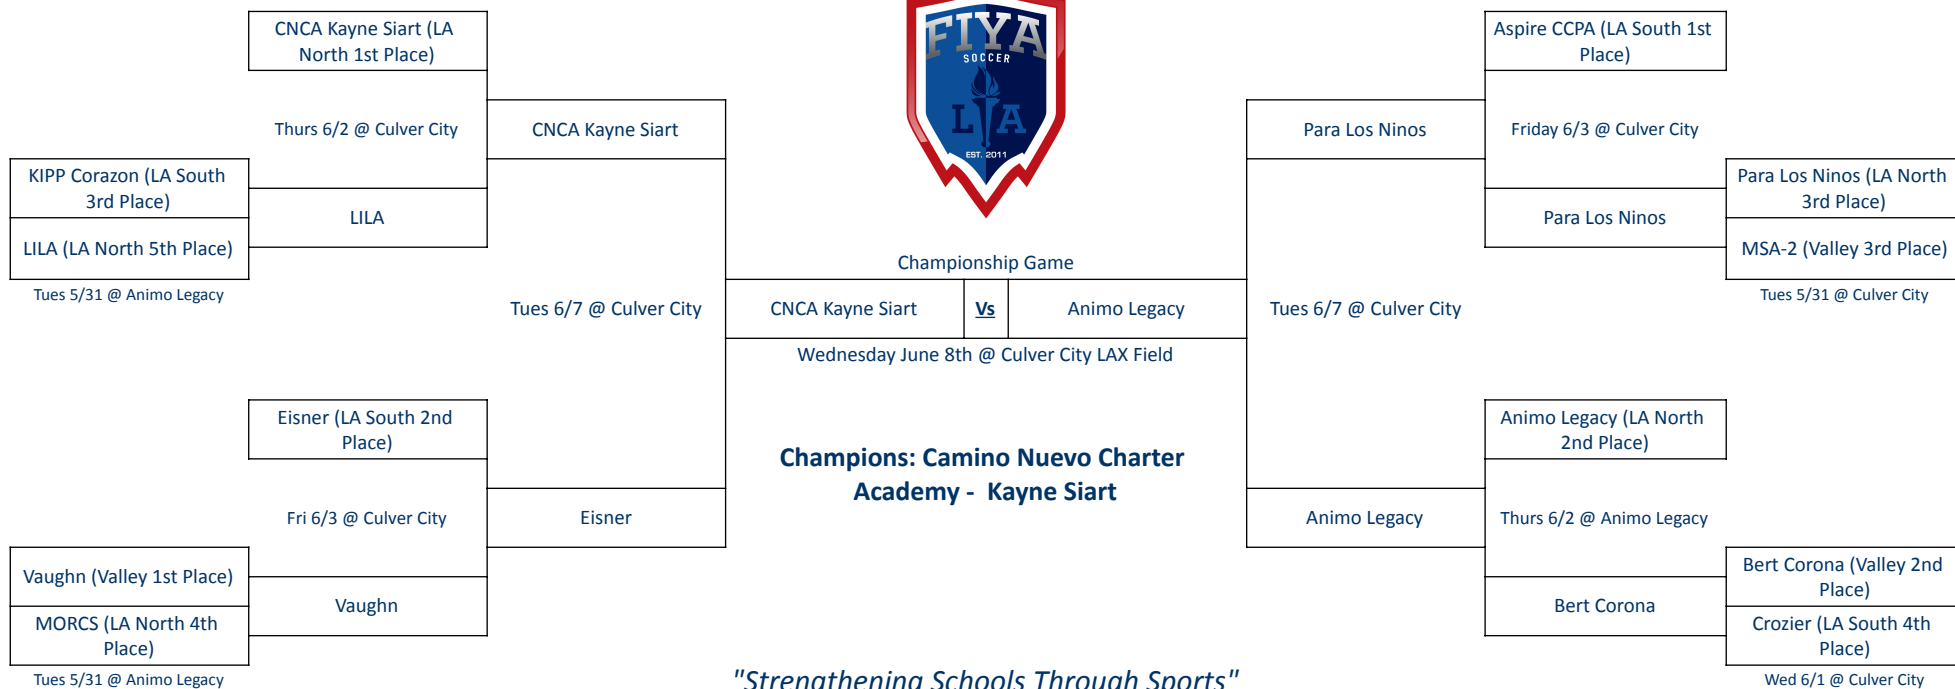 CNCA Kayne Siart (LA
North 1st Place)
Thurs 6/2 @ Culver City
CNCA Kayne Siart
KIPP Corazon (LA South
3rd Place)
LILA
LILA (LA North 5th Place)
Tues 5/31 @ Animo Legacy
Tues 6/7 @ Culver City
Eisner (LA South 2nd
Place)
Fri 6/3 @ Culver City
Eisner
Vaughn (Valley 1st Place)
Vaughn
MORCS (LA North 4th
Place)
Tues 5/31 @ Animo Legacy
FIYA
SOCCER
LA
EST. 2011
Championship Game
CNCA Kayne Siart
Vs
Animo Legacy
Wednesday June 8th @ Culver City LAX Field
Champions: Camino Nuevo Charter
Academy - Kayne Siart
"Strengthening Schools Through Sports"
Aspire CCPA (LA South 1st
Place)
Para Los Ninos
Friday 6/3 @ Culver City
Para Los Ninos (LA North
3rd Place)
Para Los Ninos
MSA-2 (Valley 3rd Place)
Tues 5/31 @ Culver City
Tues 6/7 @ Culver City
Animo Legacy (LA North
2nd Place)
Animo Legacy
Thurs 6/2 @ Animo Legacy
Bert Corona (Valley 2nd
Place)
Bert Corona
Crozier (LA South 4th
Place)
Wed 6/1 @ Culver City